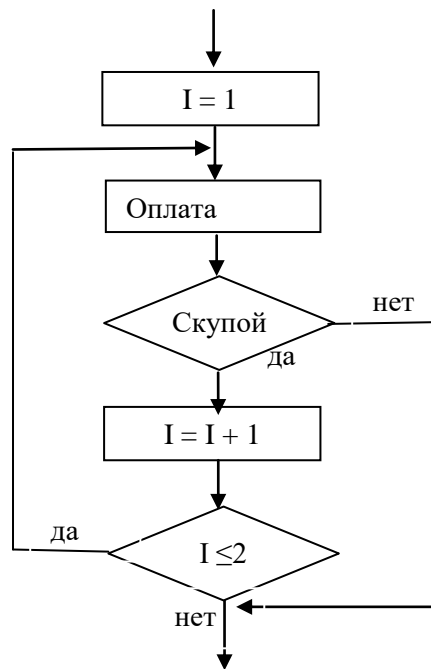 I = 1
Оплата
Скупой
нет
да
I = I + 1
да
I ≤2
нет